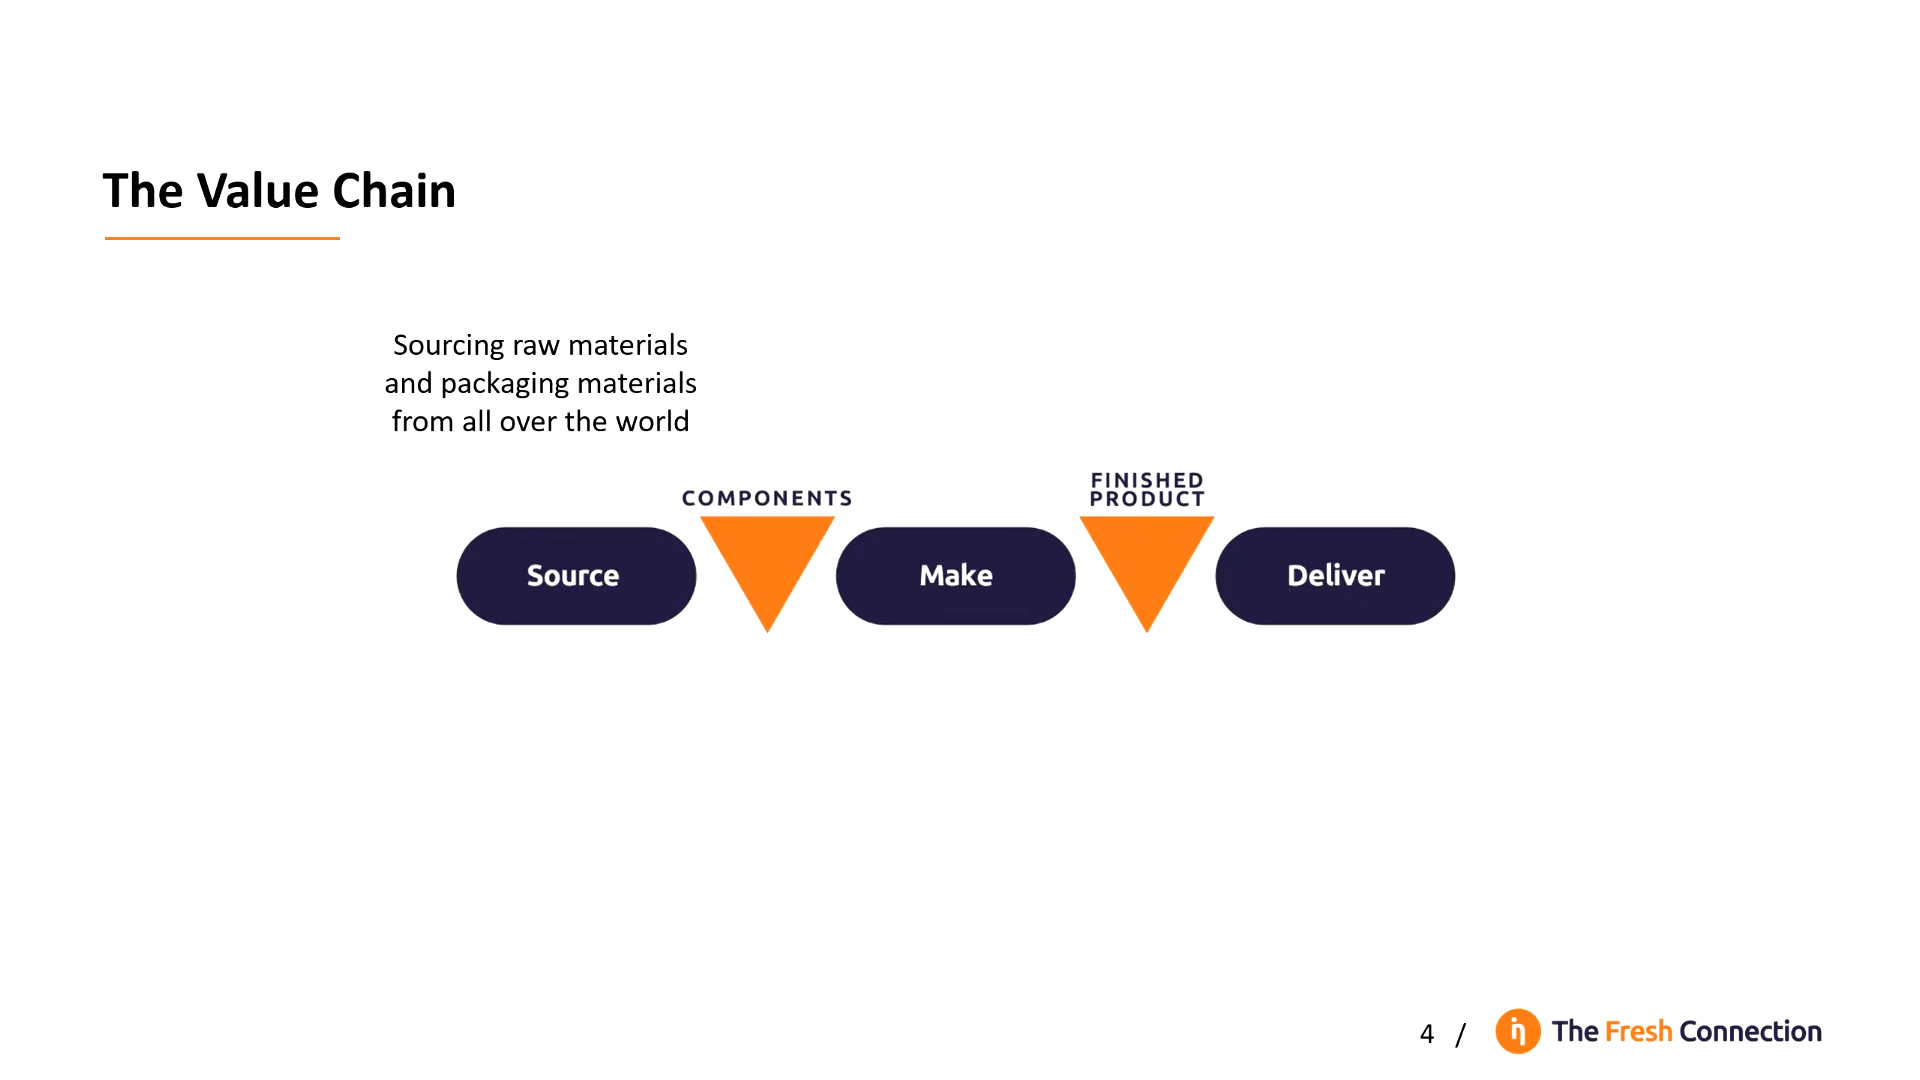 The Value Chain
Sourcing raw materials
and packaging materials
from all over the world
COMPONENTS
FINISHED
PRODUCT
Source
Make
Deliver
4 /
The Fresh Connection